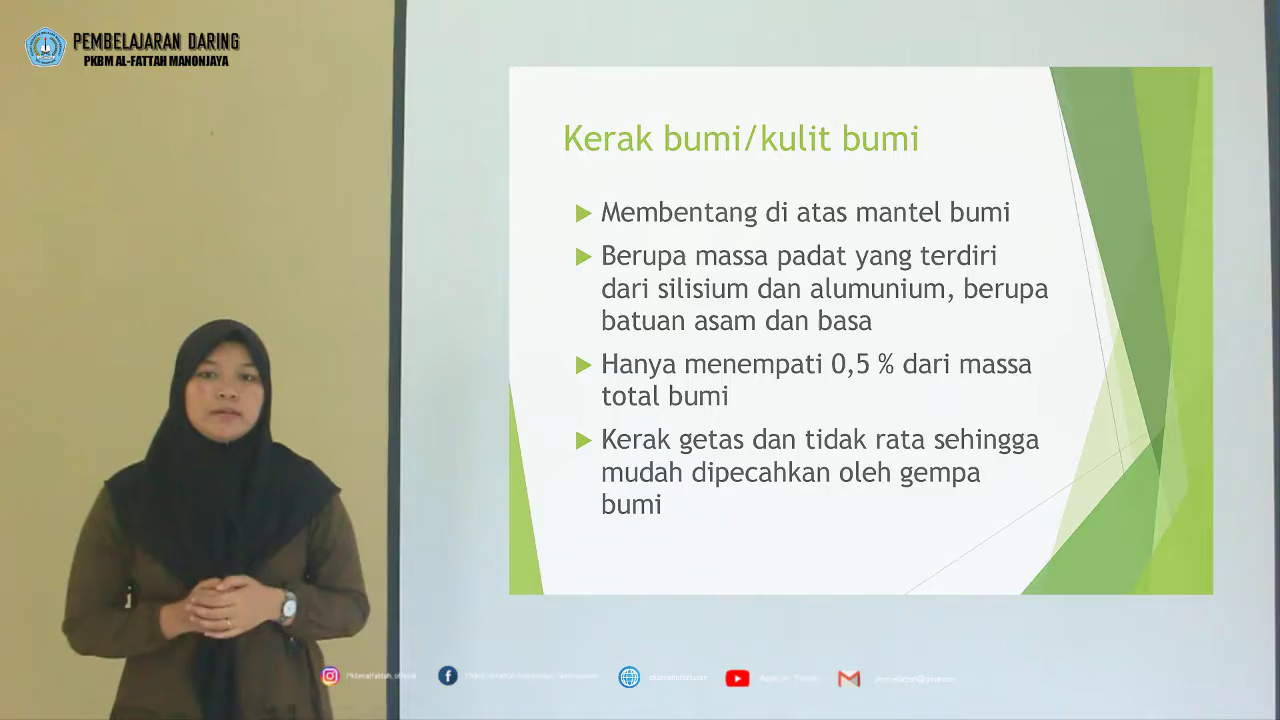 PEMBELAJARAN DARING
PKBM AL-FATTAH MANONJAYA
Kerak bumi/kulit bumi
Membentang di atas mantel bumi
Berupa massa padat yang terdiri
dari silisium dan alumunium, berupa
batuan asam dan basa
Hanya menempati 0,5 % dari massa
total bumi
Kerak getas dan tidak rata sehingga
mudah dipecahkan oleh gempa
bumi